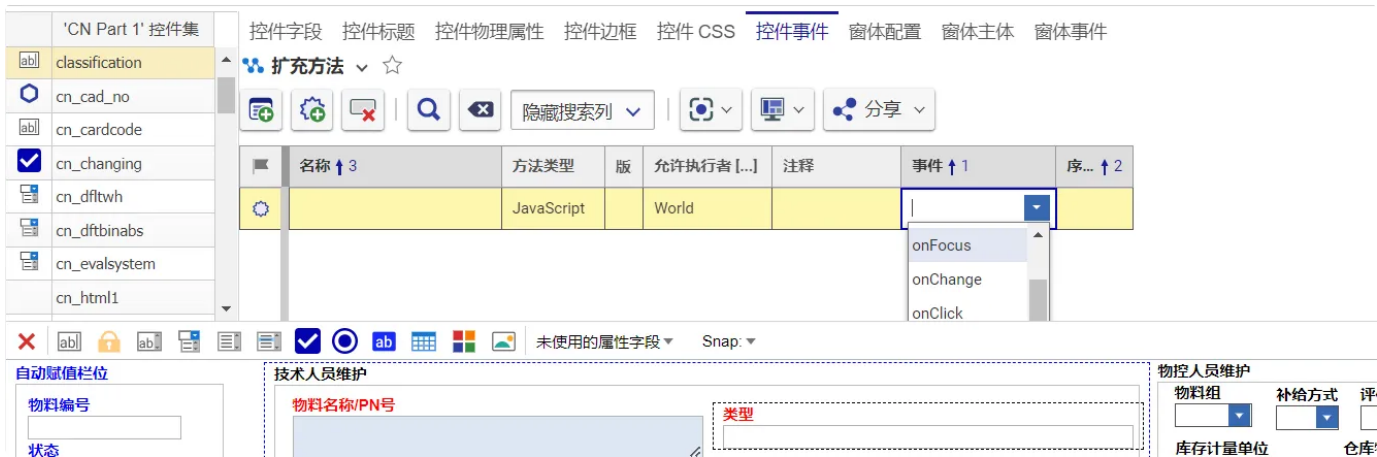 'CN Part 1' 控件集
控件字段 控件标题 控件物理属性 控件边框 控件 CSS 控件事件 窗体配置 窗体主体 窗体事件
classification
cn_cad_no
cn_cardcode
cn_changing
cn_dfltwh
cn_dftbinabs
cn_evalsystem
cn_html1
扩充方法
隐藏搜索列
分享
名称 3 方法类型 版 允许执行者 [...] 注释 事件 1 序... 2
JavaScript World
onFocus
onChange
onClick
ab ab ab 未使用的属性字段 Snap:
自动赋值栏位
物料编号
状态
技术人员维护
物料名称/PN号
类型
物控人员维护
物料组 补给方式
库存计量单位